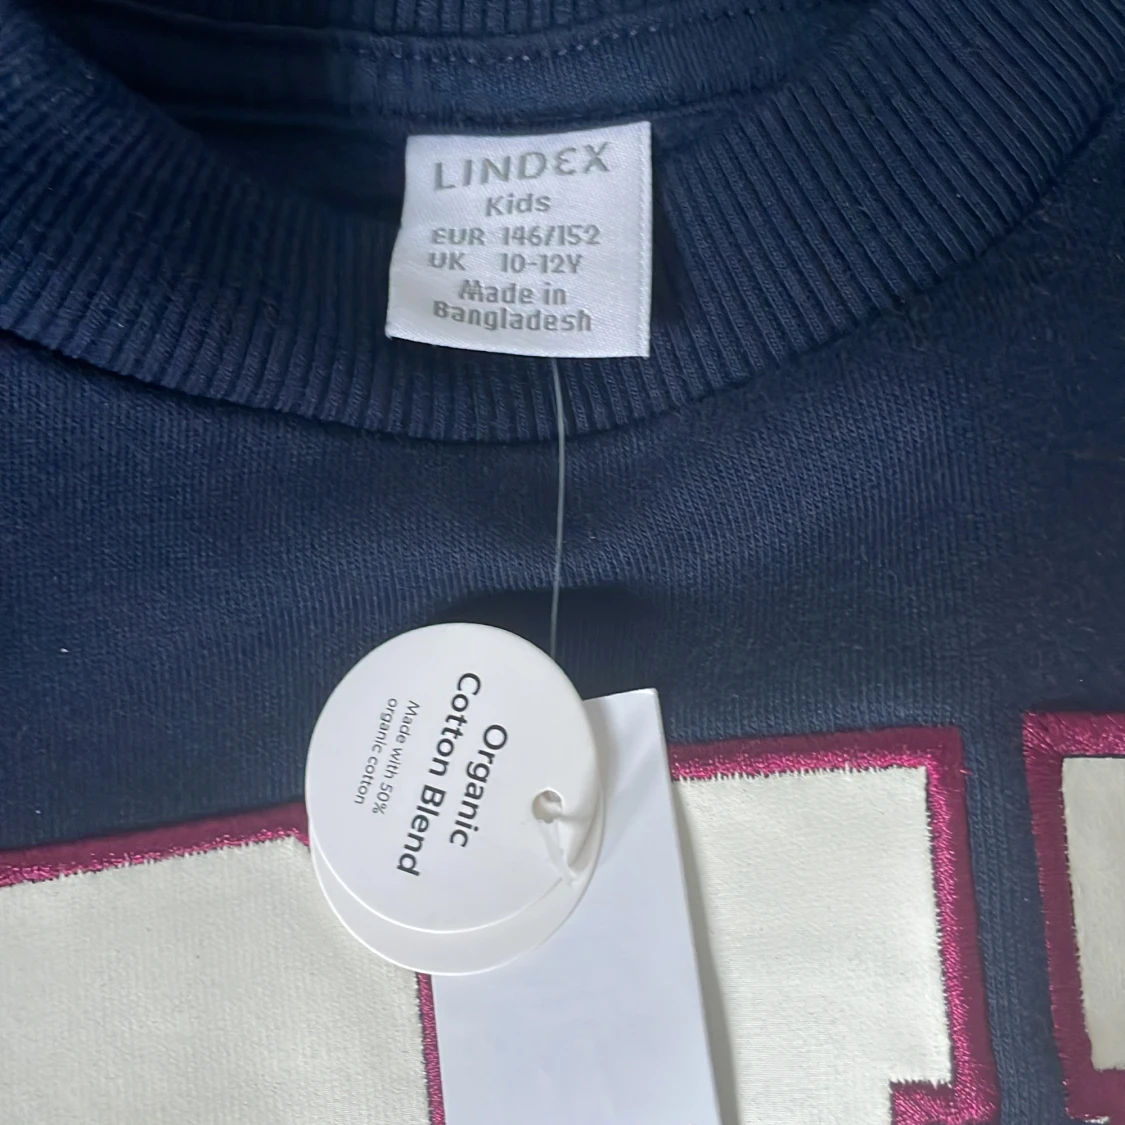 LINDEX
Kids
EUR 146/152
UK 10-12Y
Made in
Bangladesh
Organic
Cotton Blend
Made with 50%
organic cotton